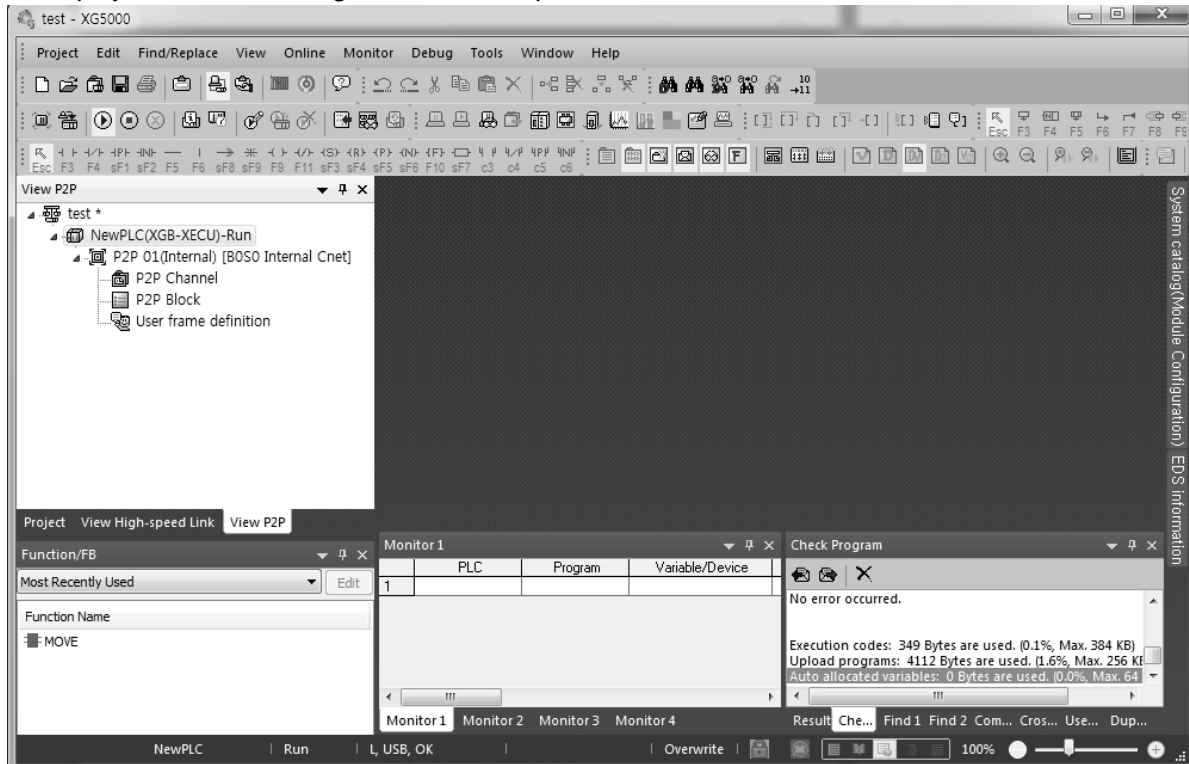 test - XG5000
Project Edit Find/Replace View Online Monitor Debug Tools Window Help
Esc F3 F4 F5 F6 F7 F8 F9
Esc F3 F4 sF1 sF2 F5 F6 sF8 sF9 F9 F11 sF3 sF4 sF5 sF6 F10 sF7 c3 c4 c5 c6
View P2P
test *
NewPLC(XGB-XECU)-Run
P2P 01(Internal) [B0S0 Internal Cnet]
P2P Channel
P2P Block
User frame definition
System catalog(Module Configuration) EDS information
Project View High-speed Link View P2P
Function/FB
Most Recently Used Edit
Function Name
MOVE
Monitor 1
PLC Program Variable/Device
1
Monitor 1 Monitor 2 Monitor 3 Monitor 4
Check Program
No error occurred.
Execution codes: 349 Bytes are used. (0.1%, Max. 384 KB)
Upload programs: 4112 Bytes are used. (1.6%, Max. 256 KE
Auto allocated variables: 0 Bytes are used. (0.0%, Max. 64
Result Che... Find 1 Find 2 Com... Cros... Use... Dup...
NewPLC Run L, USB, OK Overwrite 100%